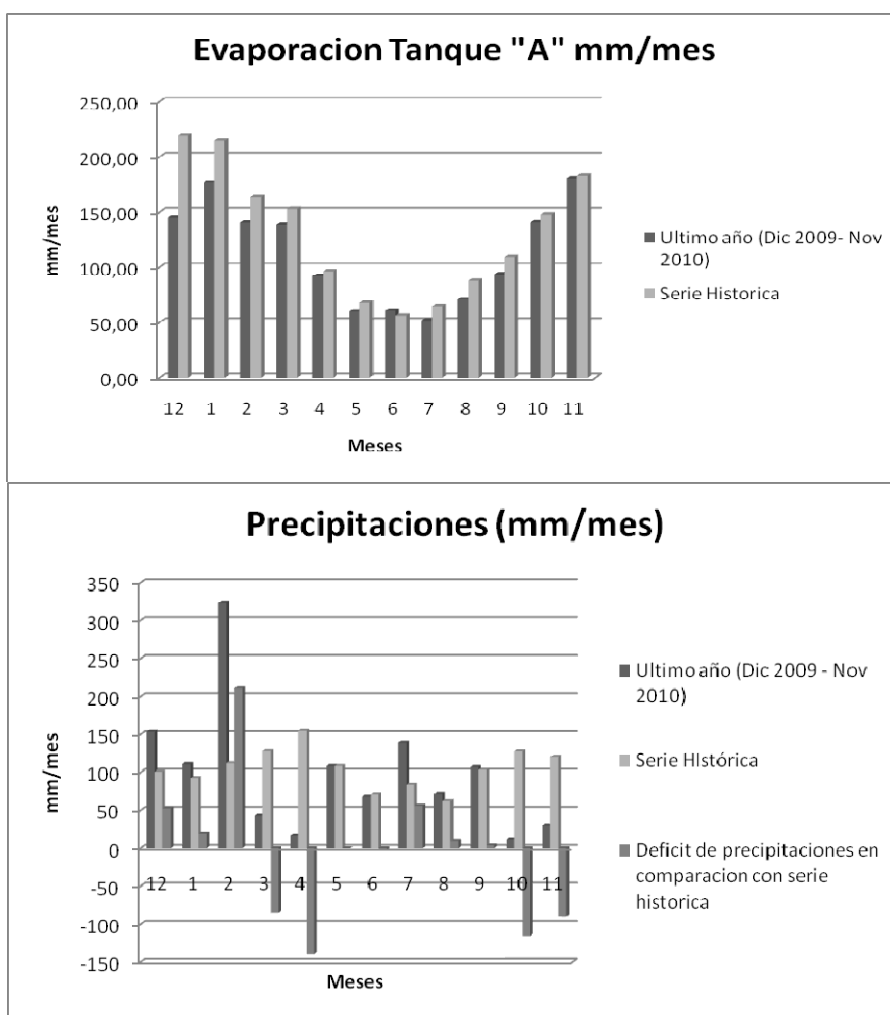 Evaporacion Tanque "A" mm/mes
250,00
200,00
150,00
100,00
50,00
0,00
mm/mes
12 1 2 3 4 5 6 7 8 9 10 11
Meses
Ultimo año (Dic 2009- Nov
2010)
Serie Historica
Precipitaciones (mm/mes)
350
300
250
200
150
100
50
0
-50
-100
-150
mm/mes
12 1 2 3 4 5 6 7 8 9 10 11
Meses
Ultimo año (Dic 2009 - Nov
2010)
Serie HIstórica
Deficit de precipitaciones en
comparacion con serie
historica